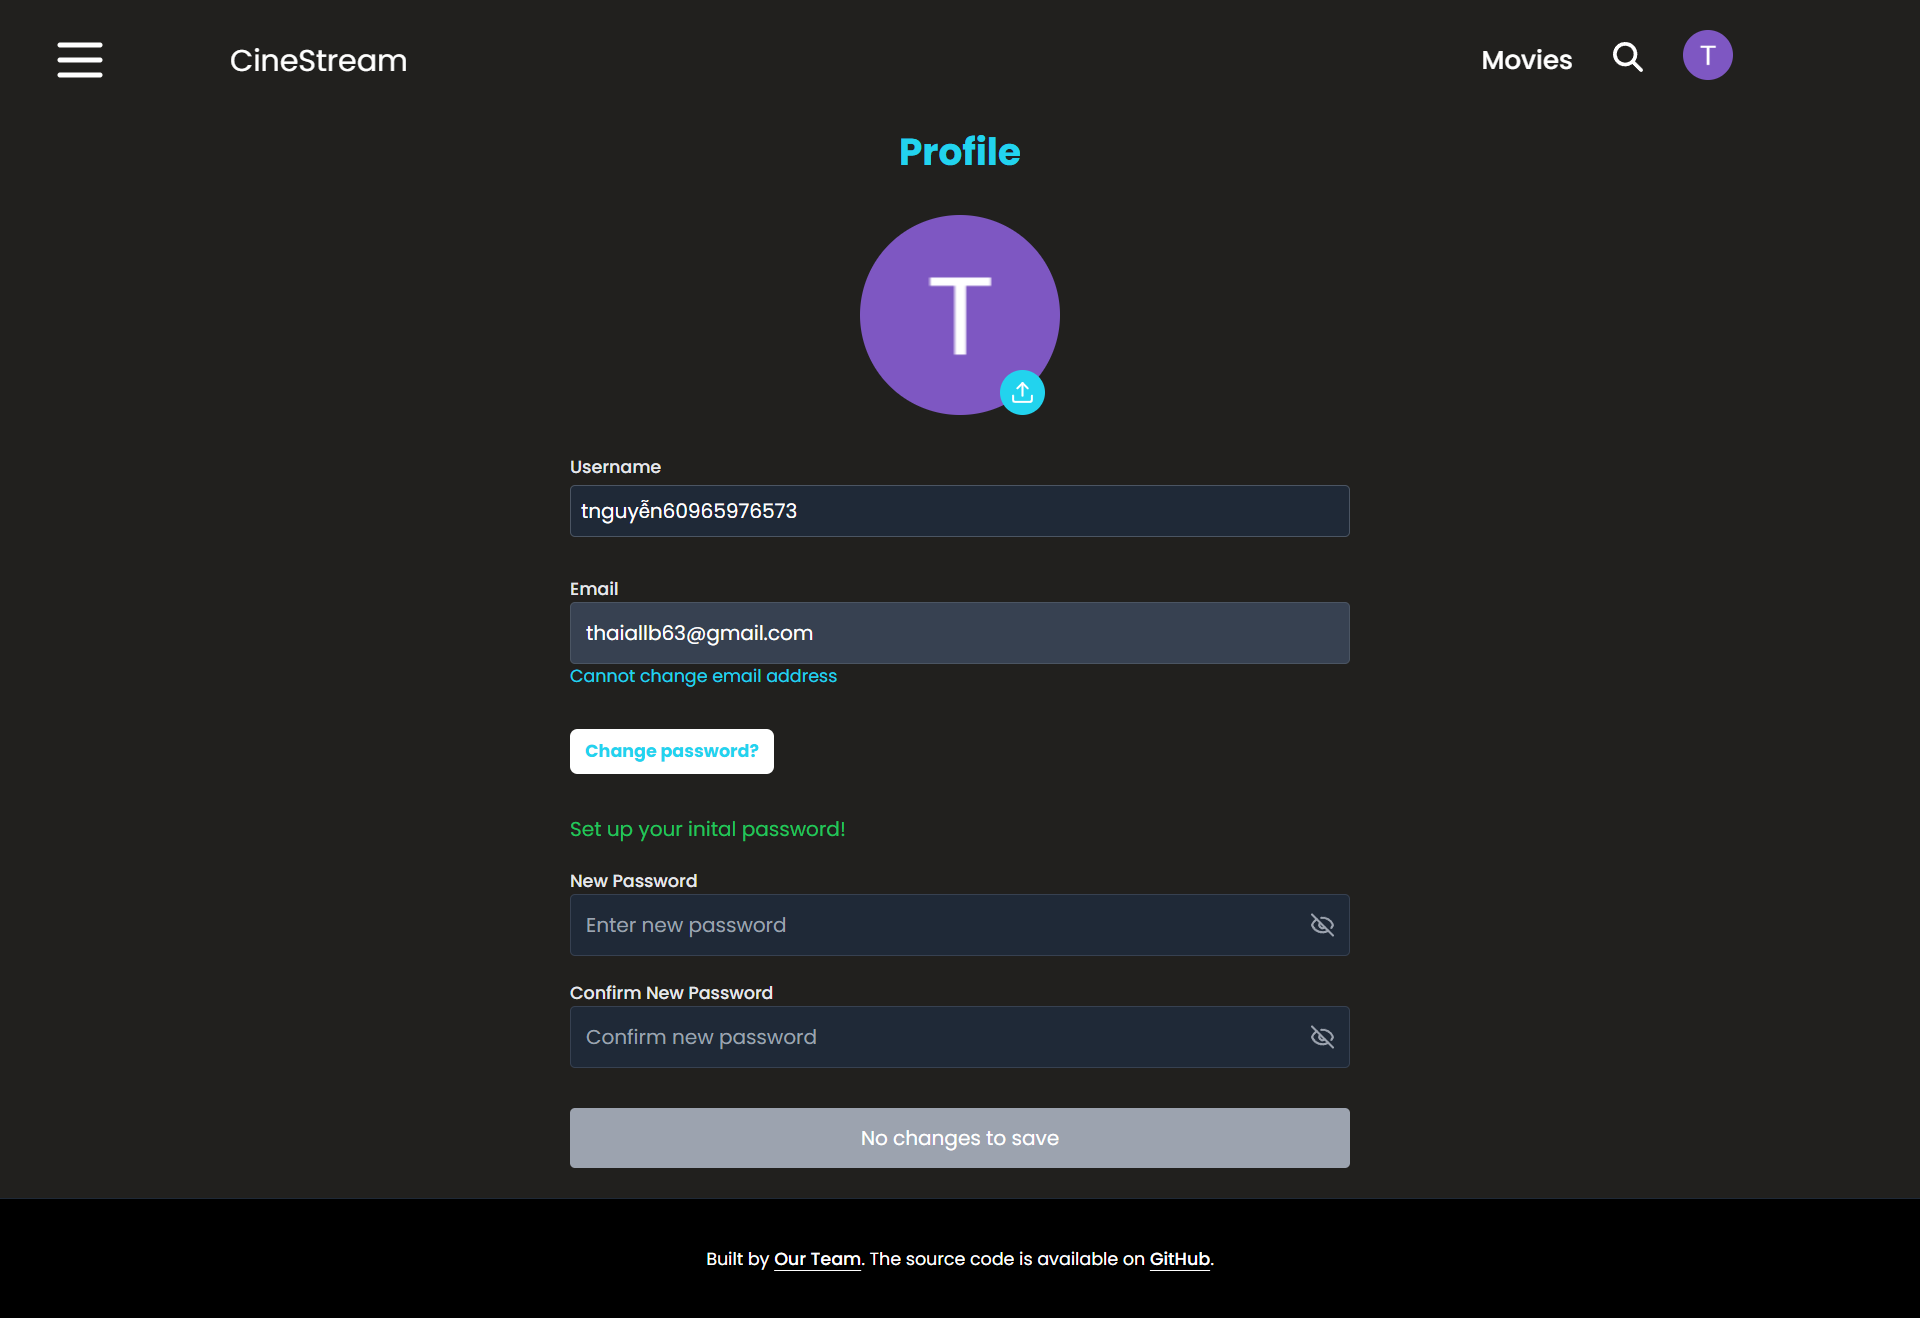 CineStream
Movies
T
Profile
T
Username
tnguyễn60965976573
Email
thaiallb63@gmail.com
Cannot change email address
Change password?
Set up your inital password!
New Password
Enter new password
Confirm New Password
Confirm new password
No changes to save
Built by Our Team. The source code is available on GitHub.